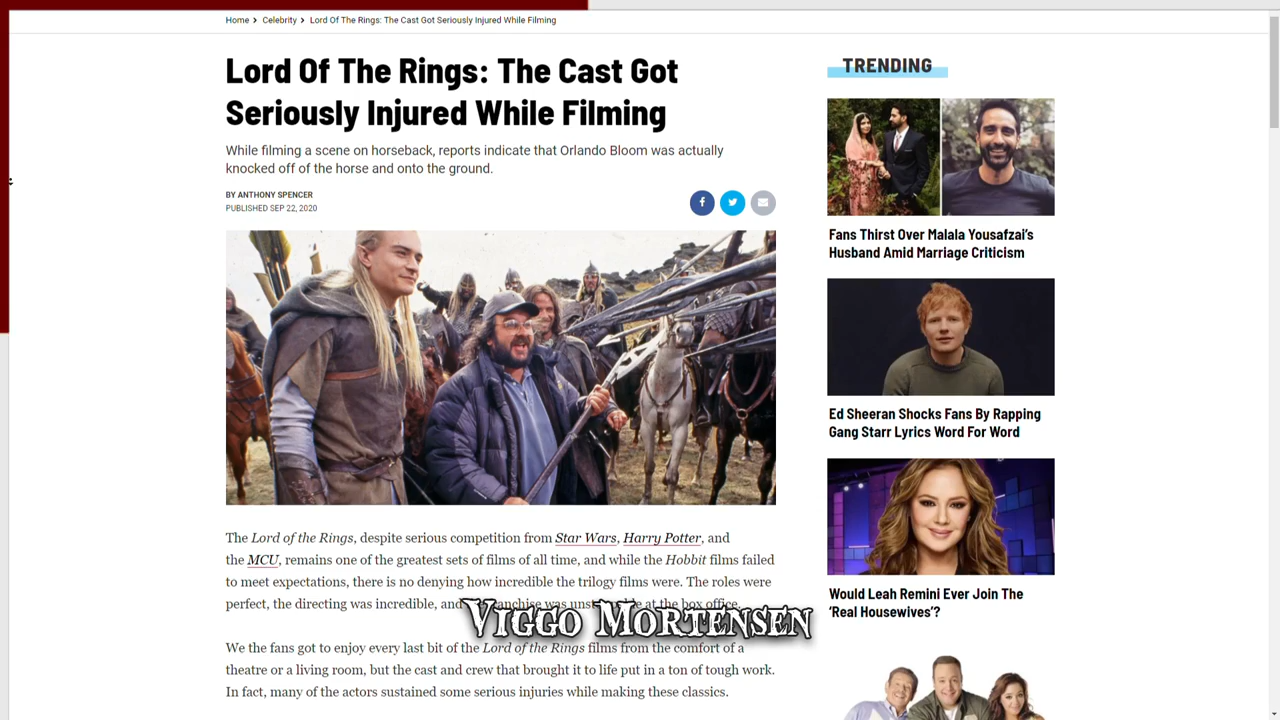 Home > Celebrity > Lord Of The Rings: The Cast Got Seriously Injured While Filming
Lord Of The Rings: The Cast Got
Seriously Injured While Filming
While filming a scene on horseback, reports indicate that Orlando Bloom was actually
knocked off of the horse and onto the ground.
BY ANTHONY SPENCER
PUBLISHED SEP 22, 2020
The Lord of the Rings, despite serious competition from Star Wars, Harry Potter, and
the MCU, remains one of the greatest sets of films of all time, and while the Hobbit films failed
to meet expectations, there is no denying how incredible the trilogy films were. The roles were
perfect, the directing was incredible, and at the box office.
Viggo Mortensen
We the fans got to enjoy every last bit of the Lord of the Rings films from the comfort of a
theatre or a living room, but the cast and crew that brought it to life put in a ton of tough work.
In fact, many of the actors sustained some serious injuries while making these classics.
TRENDING
Fans Thirst Over Malala Yousafzai's
Husband Amid Marriage Criticism
Ed Sheeran Shocks Fans By Rapping
Gang Starr Lyrics Word For Word
Would Leah Remini Ever Join The
'Real Housewives'?